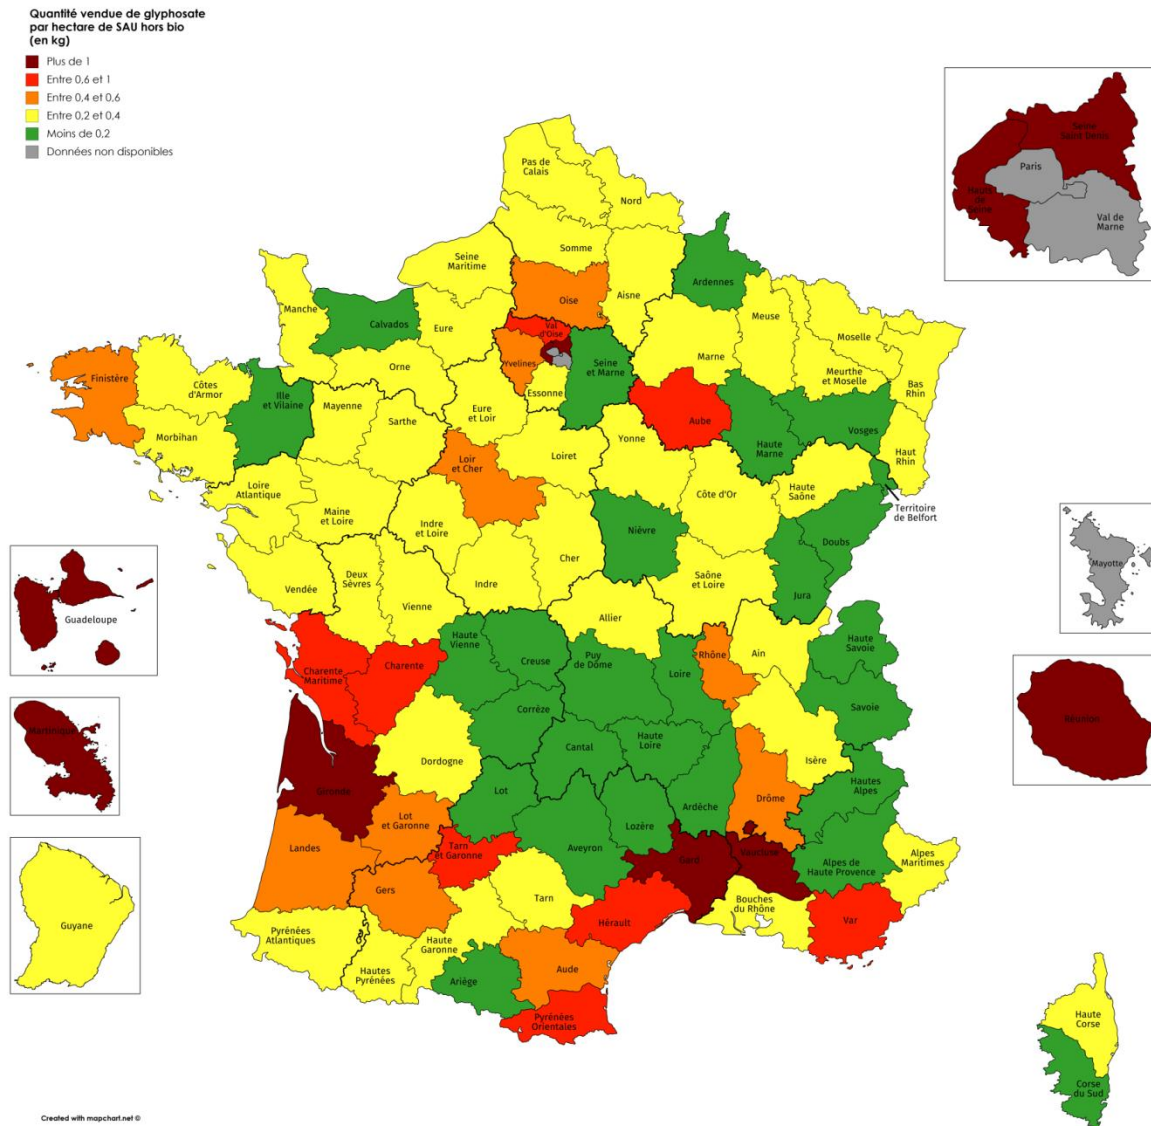 Quantité vendue de glyphosate
par hectare de SAU hors bio
(en kg)
Plus de 1
Entre 0,6 et 1
Entre 0,4 et 0,6
Entre 0,2 et 0,4
Moins de 0,2
Données non disponibles
Seine
Saint Denis
Paris
Hauts
de
Seine
Val de
Marne
Pas de
Calais
Nord
Somme
Seine
Maritime
Oise
Aisne
Ardennes
Manche
Calvados
Eure
Val
d'Oise
Yvelines
Seine
et Marne
Essonne
Marne
Meuse
Moselle
Meurthe
et Moselle
Bas
Rhin
Finistère
Côtes
d'Armor
Ille
et Vilaine
Morbihan
Orne
Mayenne
Sarthe
Eure
et Loir
Loir
et Cher
Loiret
Yonne
Aube
Haute
Marne
Vosges
Haut
Rhin
Loire
Atlantique
Maine
et Loire
Indre
et Loire
Cher
Nièvre
Côte d'Or
Haute
Saône
Territoire
de Belfort
Doubs
Jura
Vendée
Deux
Sèvres
Vienne
Indre
Allier
Saône
et Loire
Mayotte
Guadeloupe
Charente
Maritime
Charente
Haute
Vienne
Creuse
Puy
de Dôme
Loire
Rhône
Ain
Haute
Savoie
Savoie
Corrèze
Cantal
Haute
Loire
Isère
Dordogne
Martinique
Gironde
Réunion
Lot
et Garonne
Lot
Aveyron
Lozère
Ardèche
Drôme
Hautes
Alpes
Landes
Tarn
et Garonne
Gard
Vaucluse
Alpes de
Haute Provence
Alpes
Maritimes
Gers
Tarn
Hérault
Bouches
du Rhône
Var
Guyane
Pyrénées
Atlantiques
Hautes
Pyrénées
Haute
Garonne
Ariège
Aude
Pyrénées
Orientales
Haute
Corse
Corse
du Sud
Created with mapchart.net ©